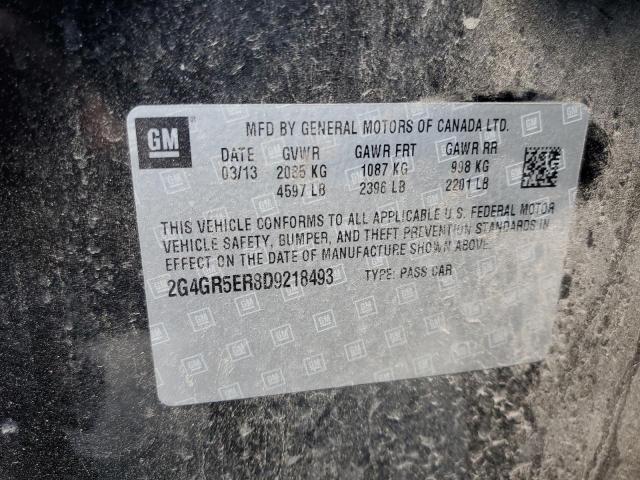 GM
MFD BY GENERAL MOTORS OF CANADA LTD.
DATE GVWR GAWR FRT GAWR RR
03/13 2085 KG 1087 KG 998 KG
4597 LB 2396 LB 2201 LB
THIS VEHICLE CONFORMS TO ALL APPLICABLE U.S. FEDERAL MOTOR
VEHICLE SAFETY, BUMPER, AND THEFT PREVENTION STANDARDS IN
EFFECT ON THE DATE OF MANUFACTURE SHOWN ABOVE.
2G4GR5ER8D9218493 TYPE: PASS CAR